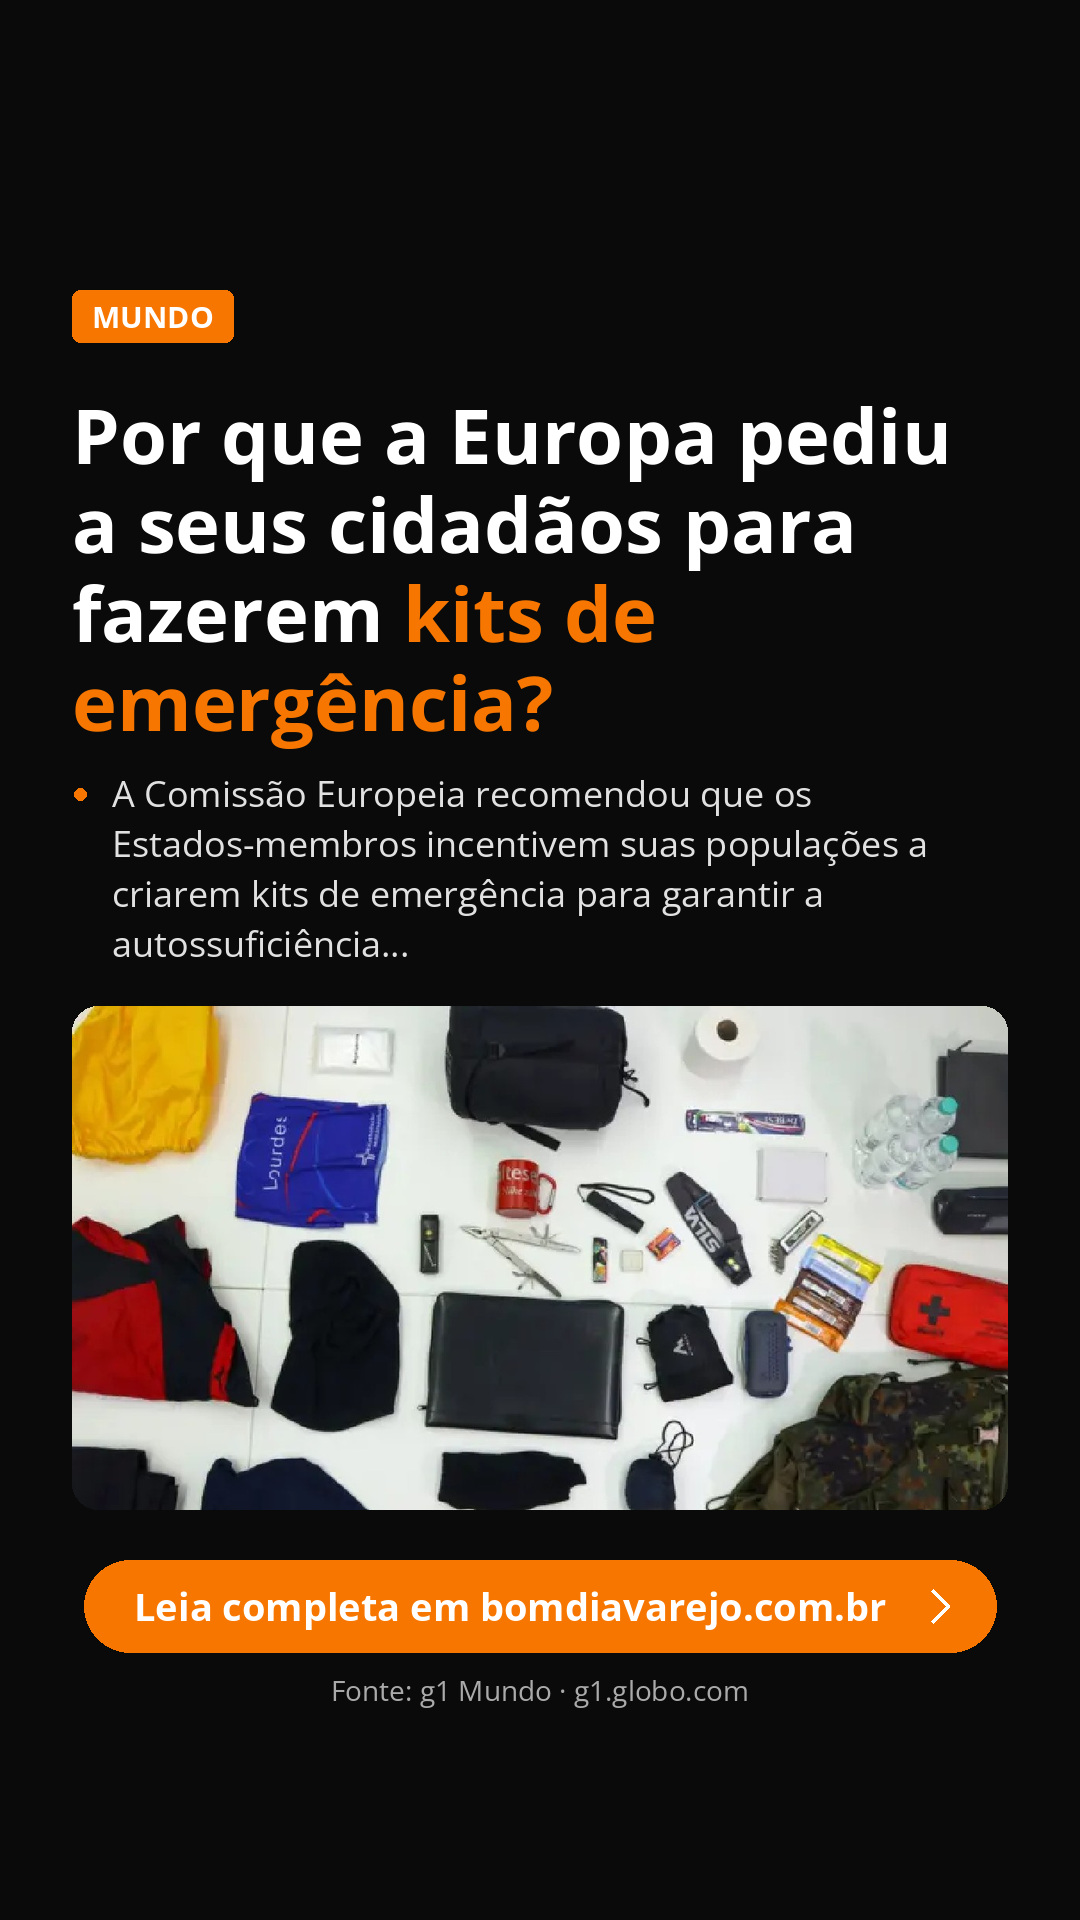 MUNDO
Por que a Europa pediu
a seus cidadãos para
fazerem kits de
emergência?
A Comissão Europeia recomendou que os
Estados-membros incentivem suas populações a
criarem kits de emergência para garantir a
autossuficiência...
Lourdes
SILVA
Leia completa em bomdiavarejo.com.br
Fonte: g1 Mundo · g1.globo.com